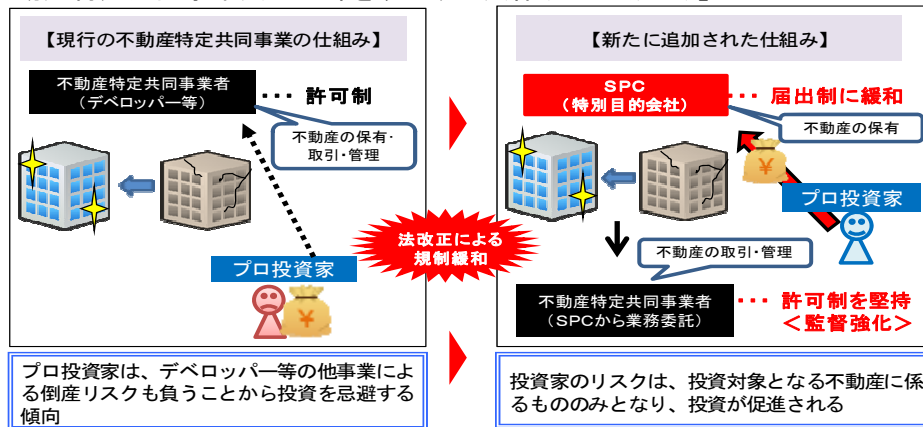 【現行の不動産特定共同事業の仕組み】
不動産特定共同事業者
（デベロッパー等）
･･･ 許可制
不動産の保有・
取引・管理
プロ投資家
¥
プロ投資家は、デベロッパー等の他事業によ
る倒産リスクも負うことから投資を忌避する
傾向
法改正による
規制緩和
【新たに追加された仕組み】
SPC
（特別目的会社）
･･･ 届出制に緩和
不動産の保有
¥
プロ投資家
不動産の取引・管理
不動産特定共同事業者
（SPCから業務委託）
･･･ 許可制を堅持
＜監督強化＞
投資家のリスクは、投資対象となる不動産に係
るもののみとなり、投資が促進される